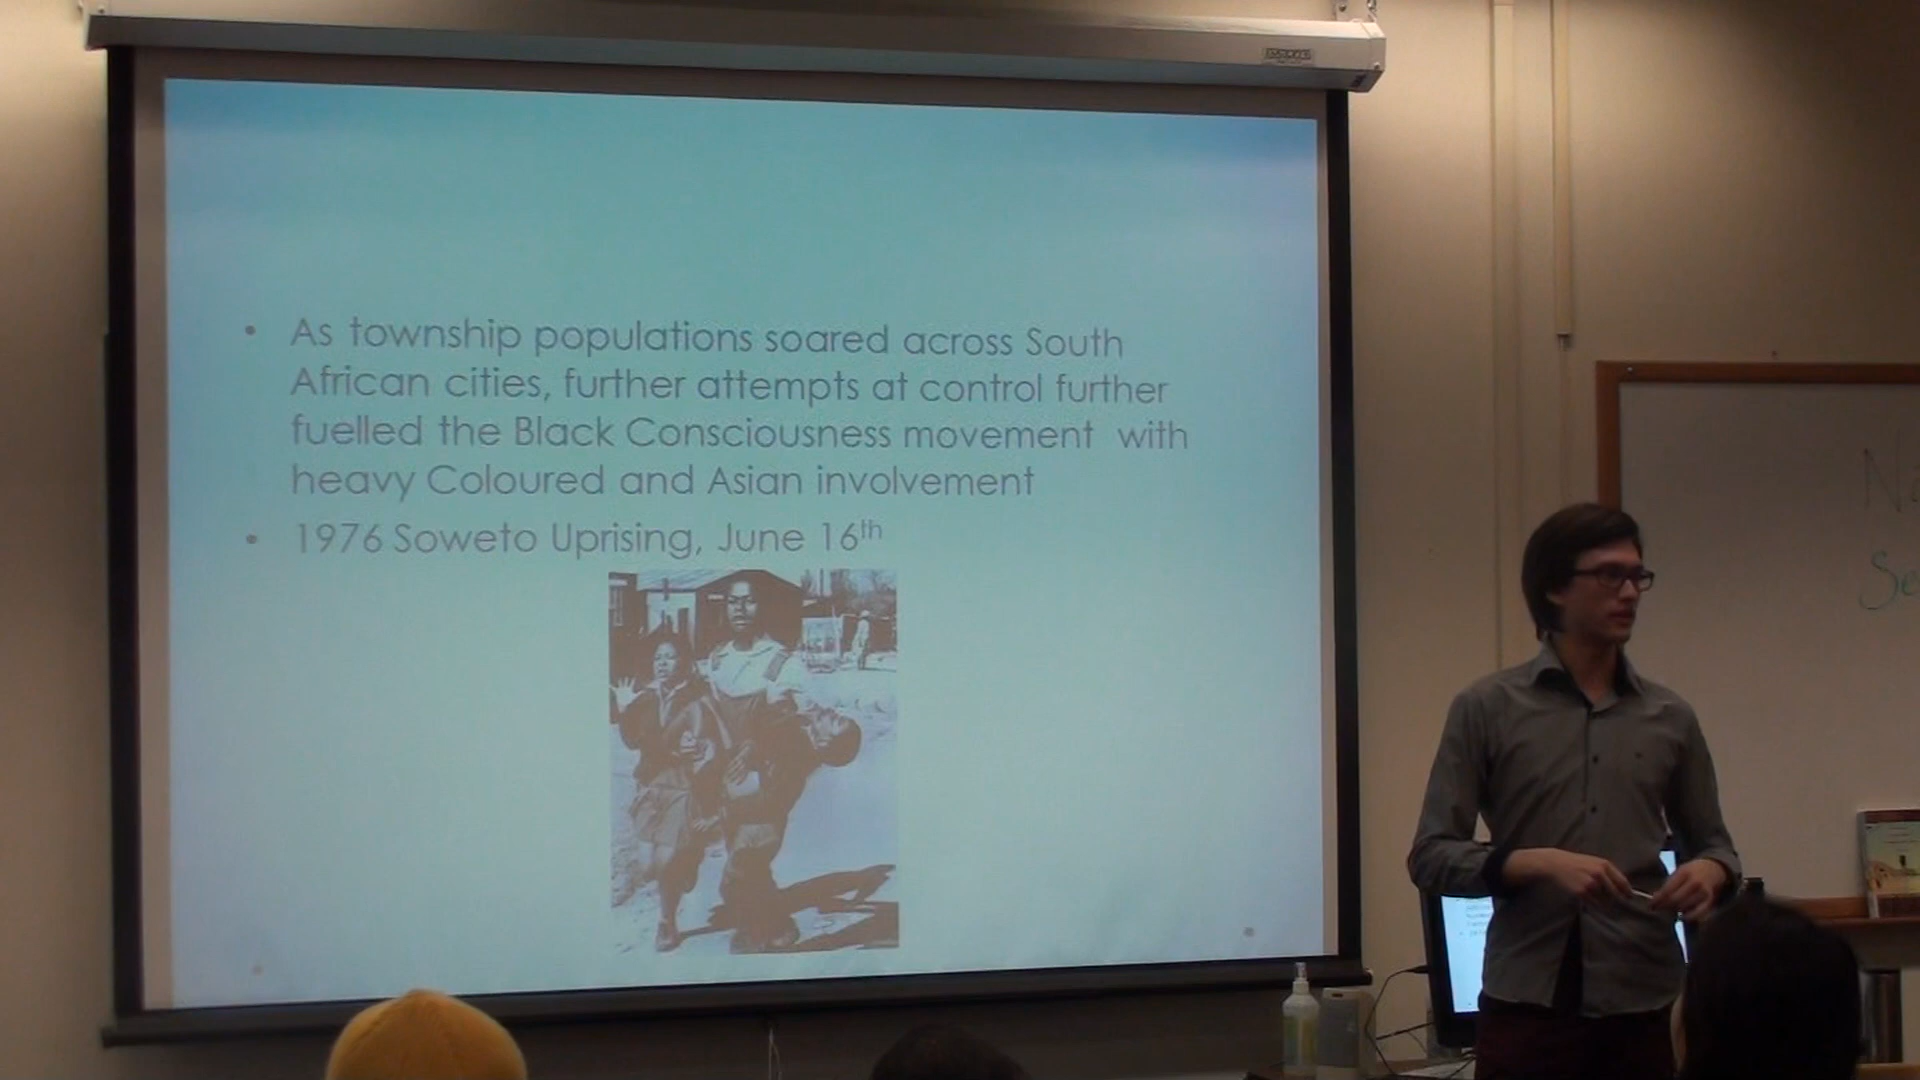 • As township populations soared across South
African cities, further attempts at control further
fuelled the Black Consciousness movement with
heavy Coloured and Asian involvement
• 1976 Soweto Uprising, June 16th